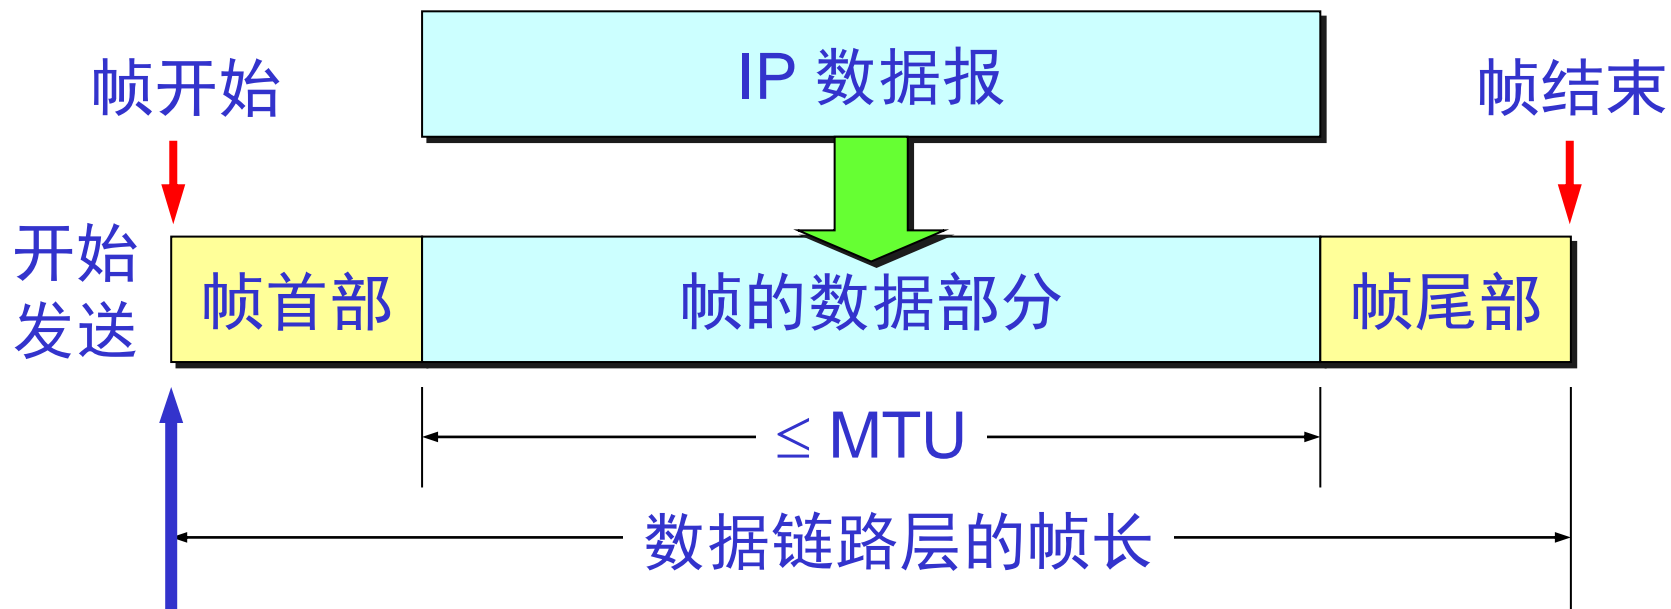 IP 数据报
帧开始
帧结束
开始
发送
帧首部
帧的数据部分
帧尾部
≤ MTU
数据链路层的帧长